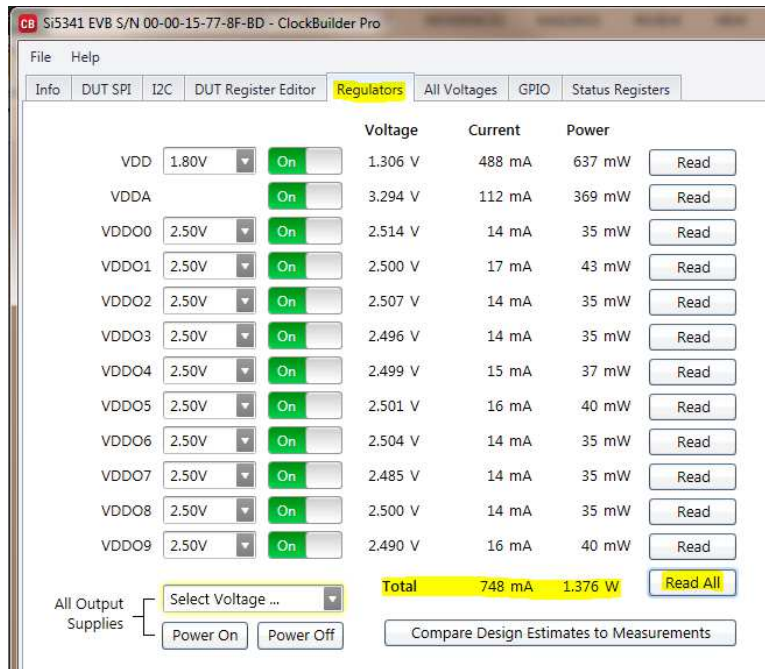 CB Si5341 EVB S/N 00-00-15-77-8F-BD - ClockBuilder Pro
File Help
Info DUT SPI I2C DUT Register Editor Regulators All Voltages GPIO Status Registers
Voltage Current Power
VDD 1.80V On 1.306 V 488 mA 637 mW Read
VDDA On 3.294 V 112 mA 369 mW Read
VDDO0 2.50V On 2.514 V 14 mA 35 mW Read
VDDO1 2.50V On 2.500 V 17 mA 43 mW Read
VDDO2 2.50V On 2.507 V 14 mA 35 mW Read
VDDO3 2.50V On 2.496 V 14 mA 35 mW Read
VDDO4 2.50V On 2.499 V 15 mA 37 mW Read
VDDO5 2.50V On 2.501 V 16 mA 40 mW Read
VDDO6 2.50V On 2.504 V 14 mA 35 mW Read
VDDO7 2.50V On 2.485 V 14 mA 35 mW Read
VDDO8 2.50V On 2.500 V 14 mA 35 mW Read
VDDO9 2.50V On 2.490 V 16 mA 40 mW Read
Total 748 mA 1.376 W Read All
All Output Supplies Select Voltage ...
Power On Power Off Compare Design Estimates to Measurements